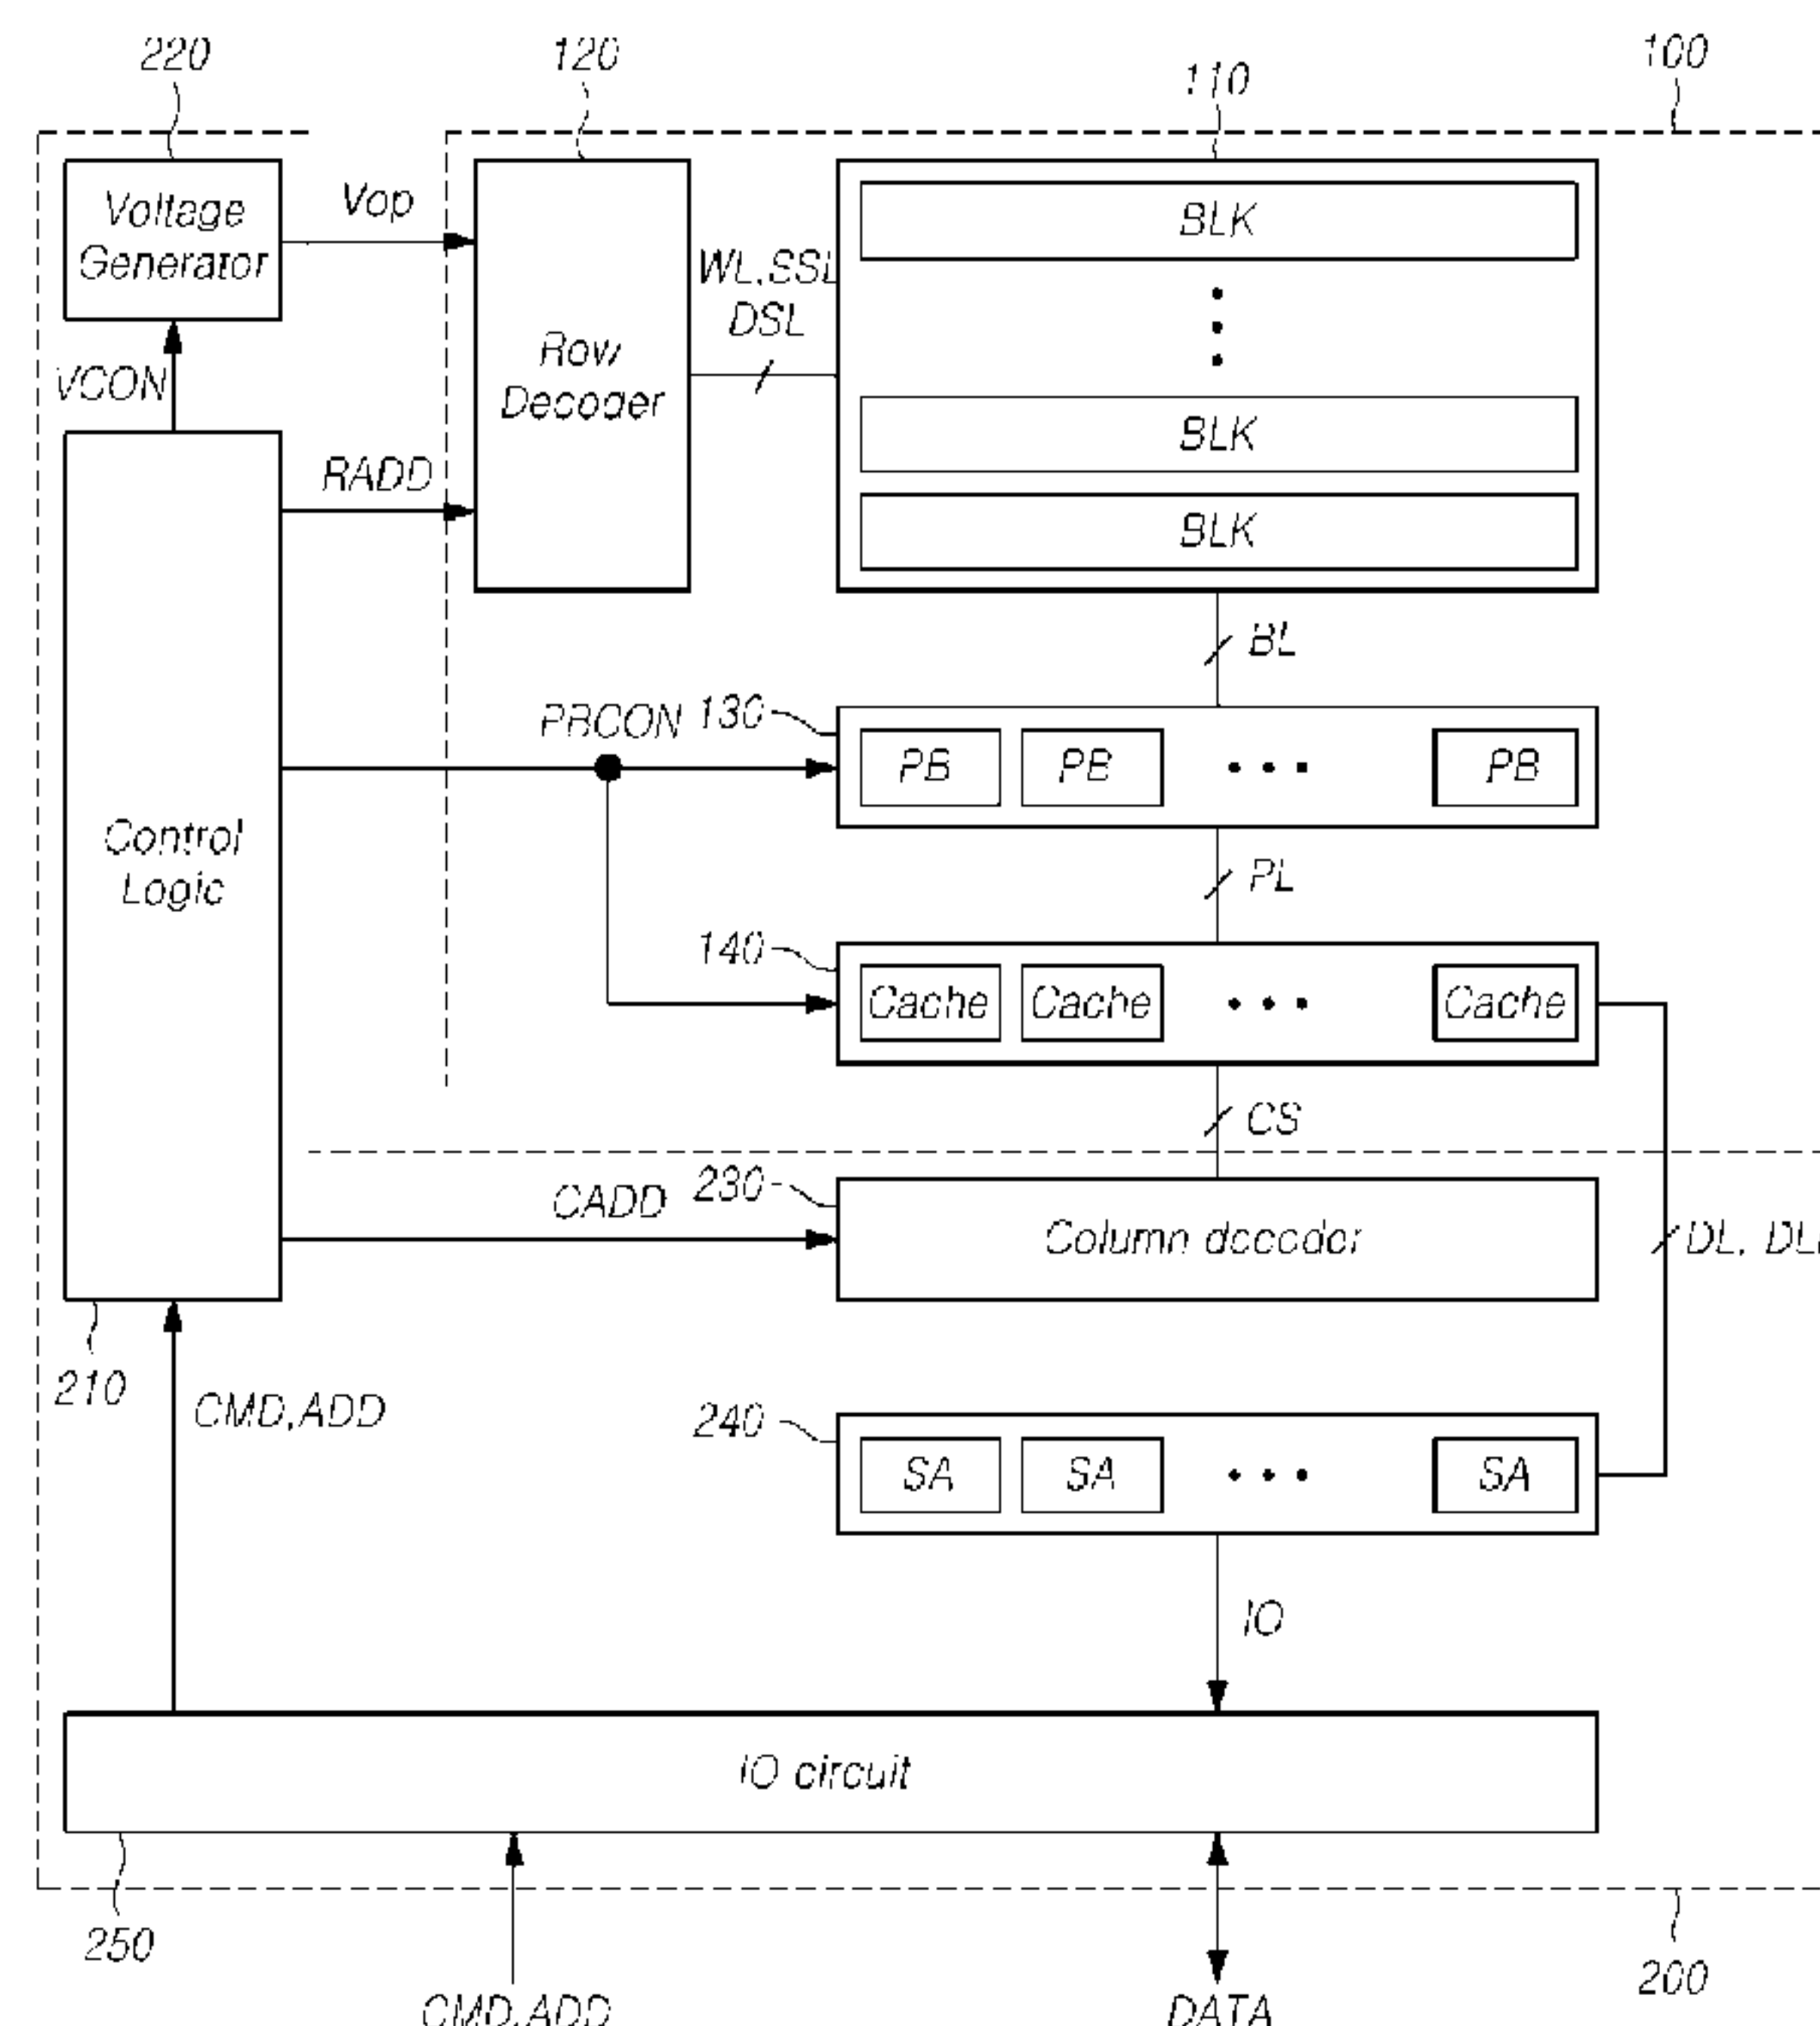 220
120
110
100
Voltage
Generator
Vop
Row
Decoder
WL,SSL
DSL
BLK
BLK
BLK
VCON
RADD
BL
Control
Logic
PBCON
130
PB
PB
PB
PL
140
Cache
Cache
Cache
CS
CADD
230
Column decoder
DL,
210
CMD,ADD
240
SA
SA
SA
IO
IO circuit
250
200
CMD,ADD
DATA